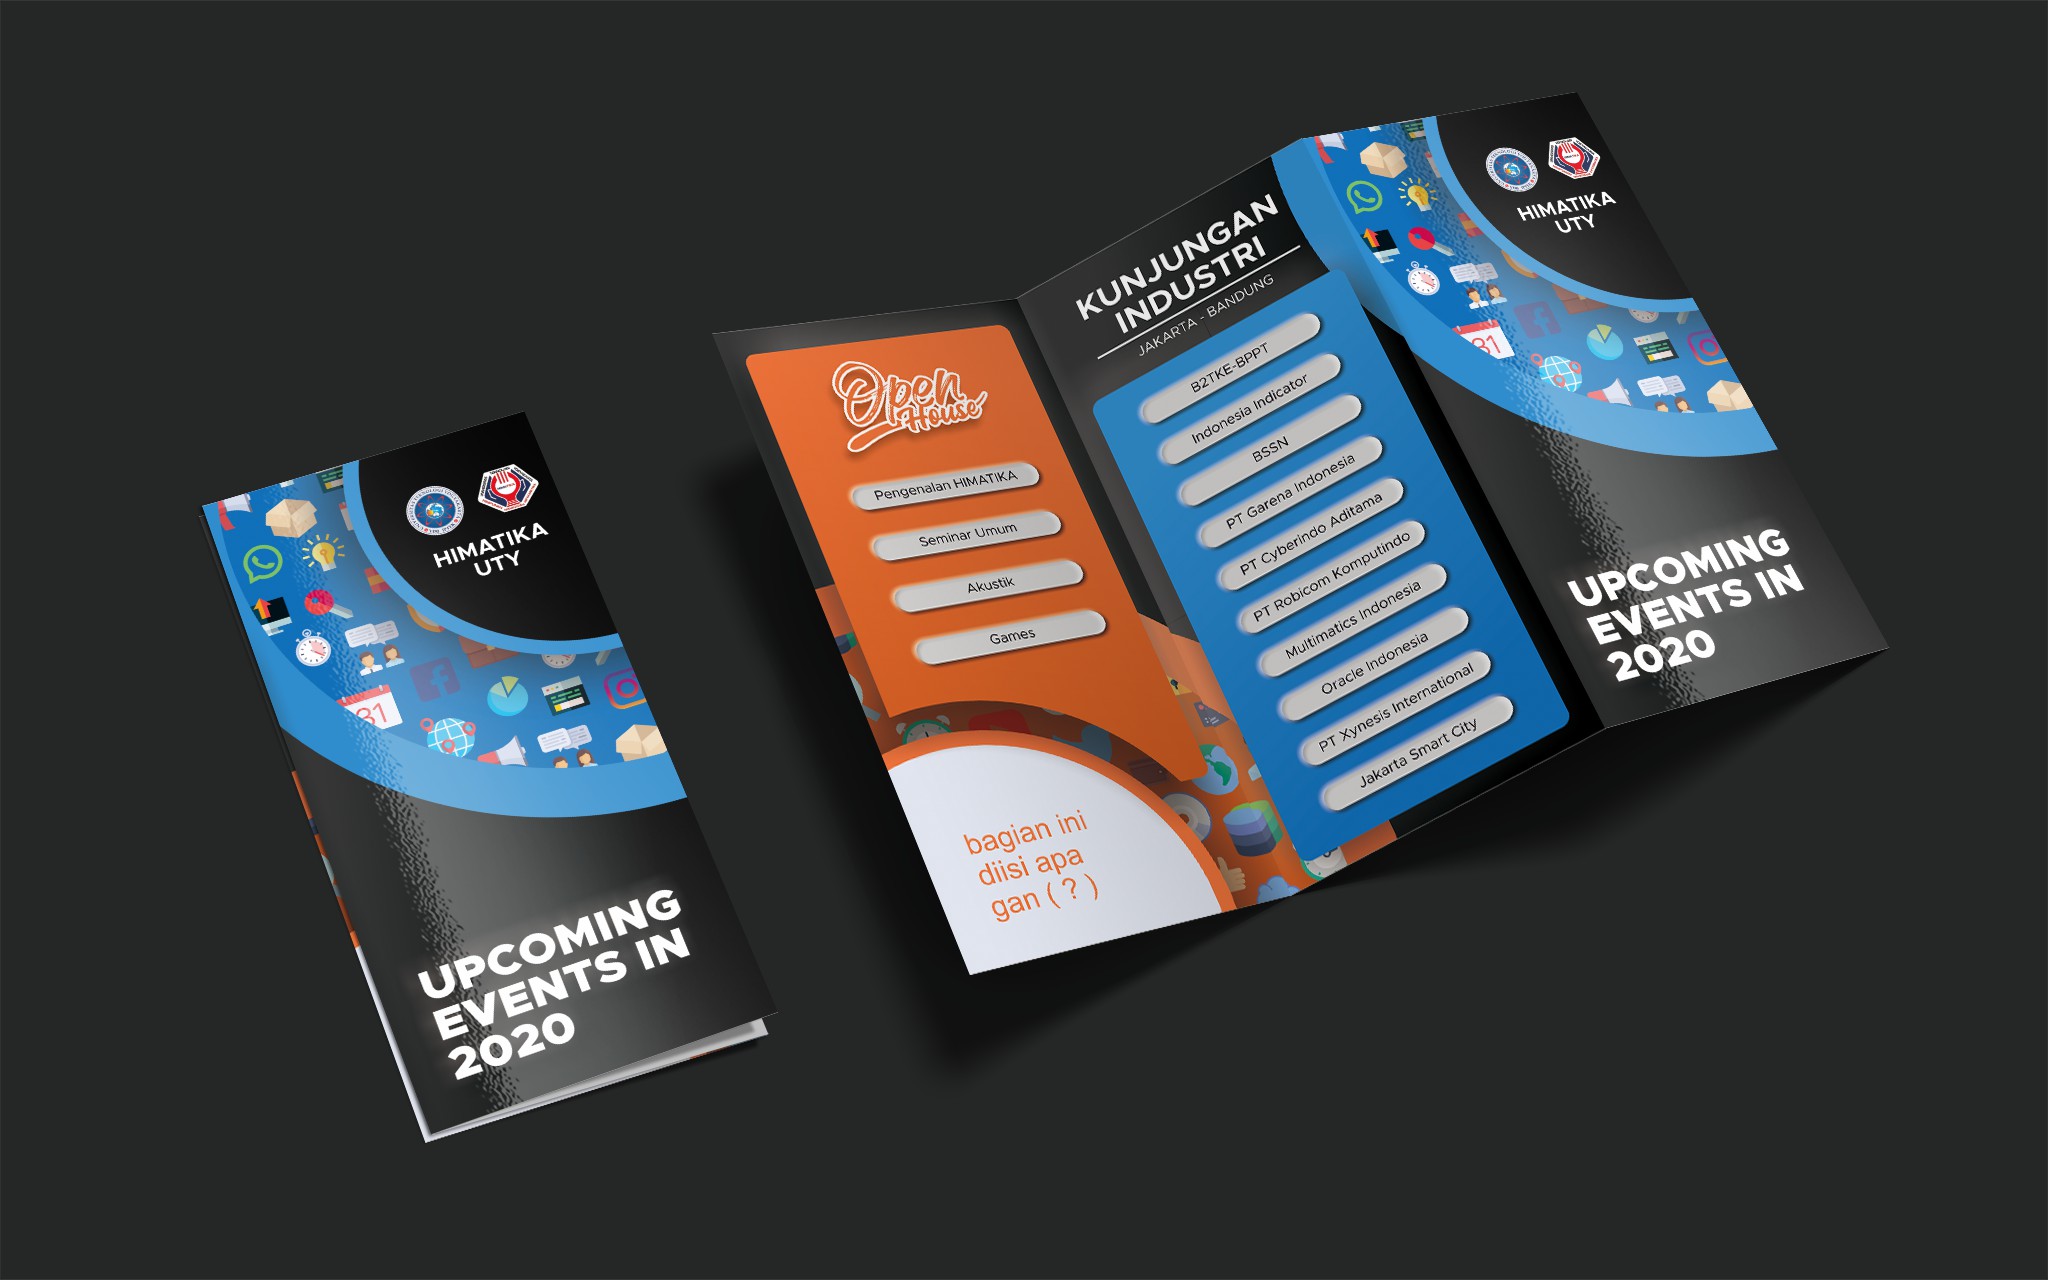 HIMATIKA
UTY
31
UPCOMING
EVENTS IN
2020
Open
House
Pengenalan HIMATIKA
Seminar Umum
Akustik
Games
bagian ini
diisi apa
gan ( ? )
KUNJUNGAN
INDUSTRI
JAKARTA - BANDUNG
B2TKE-BPPT
Indonesia Indicator
BSSN
PT Garena Indonesia
PT Cyberindo Aditama
PT Robicom Komputindo
Multimatics Indonesia
Oracle Indonesia
PT Xynesis International
Jakarta Smart City
HIMATIKA
UTY
31
UPCOMING
EVENTS IN
2020